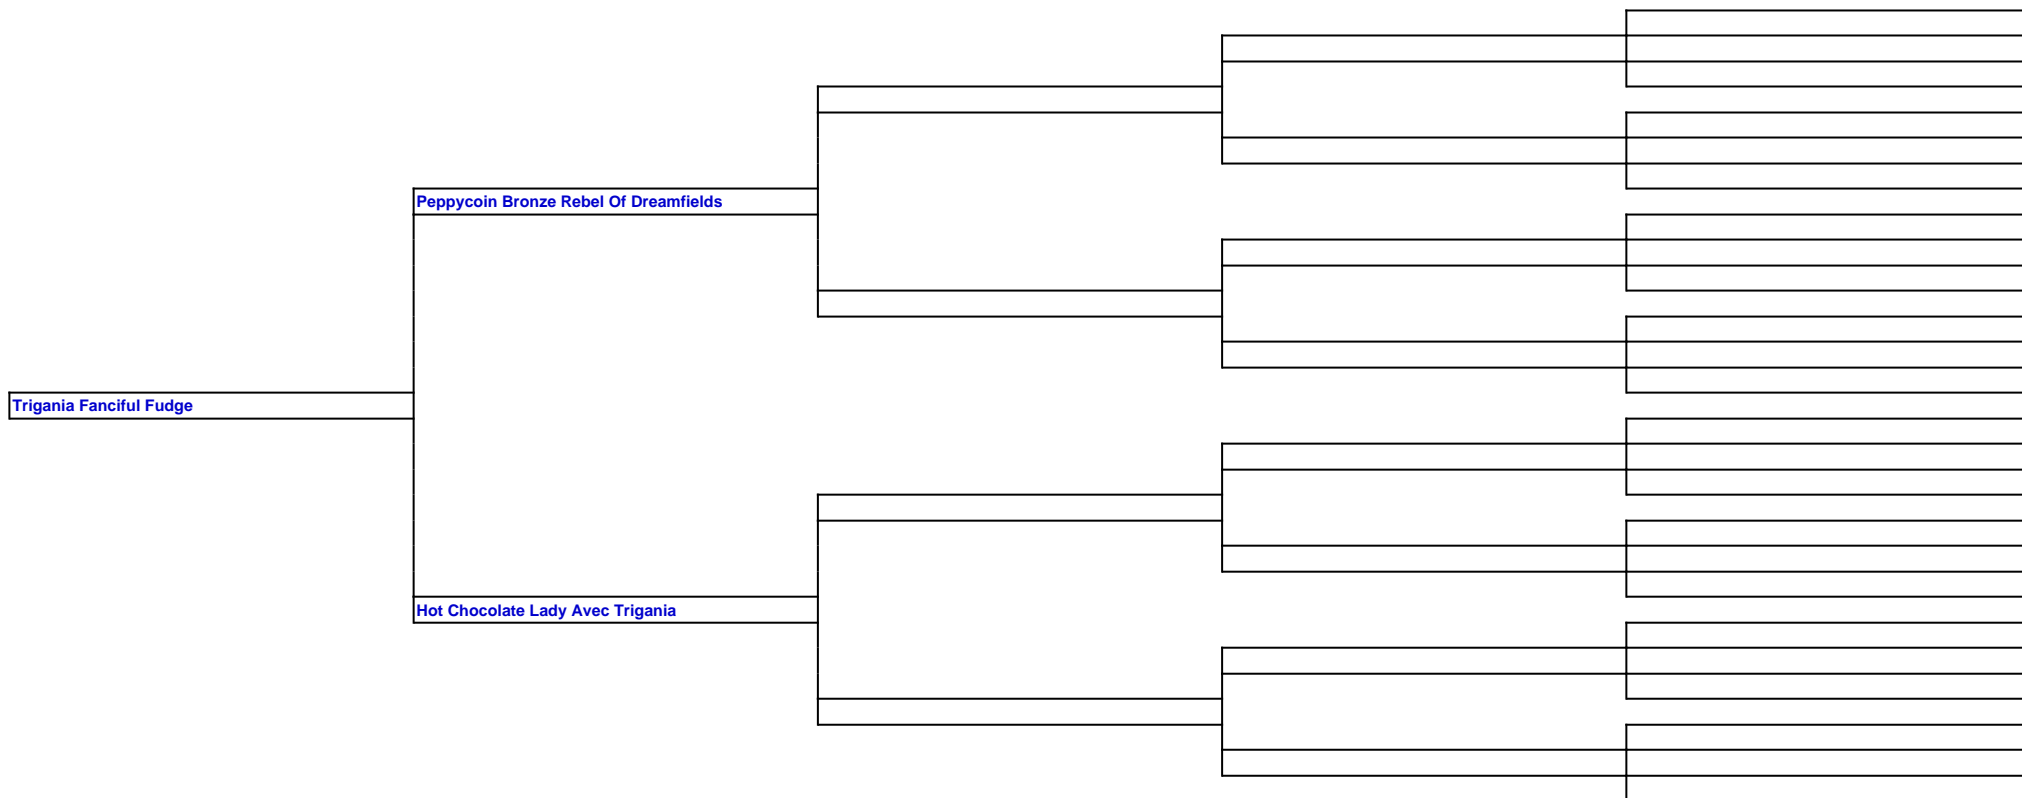 Peppycoin Bronze Rebel Of Dreamfields
Trigania Fanciful Fudge
Hot Chocolate Lady Avec Trigania